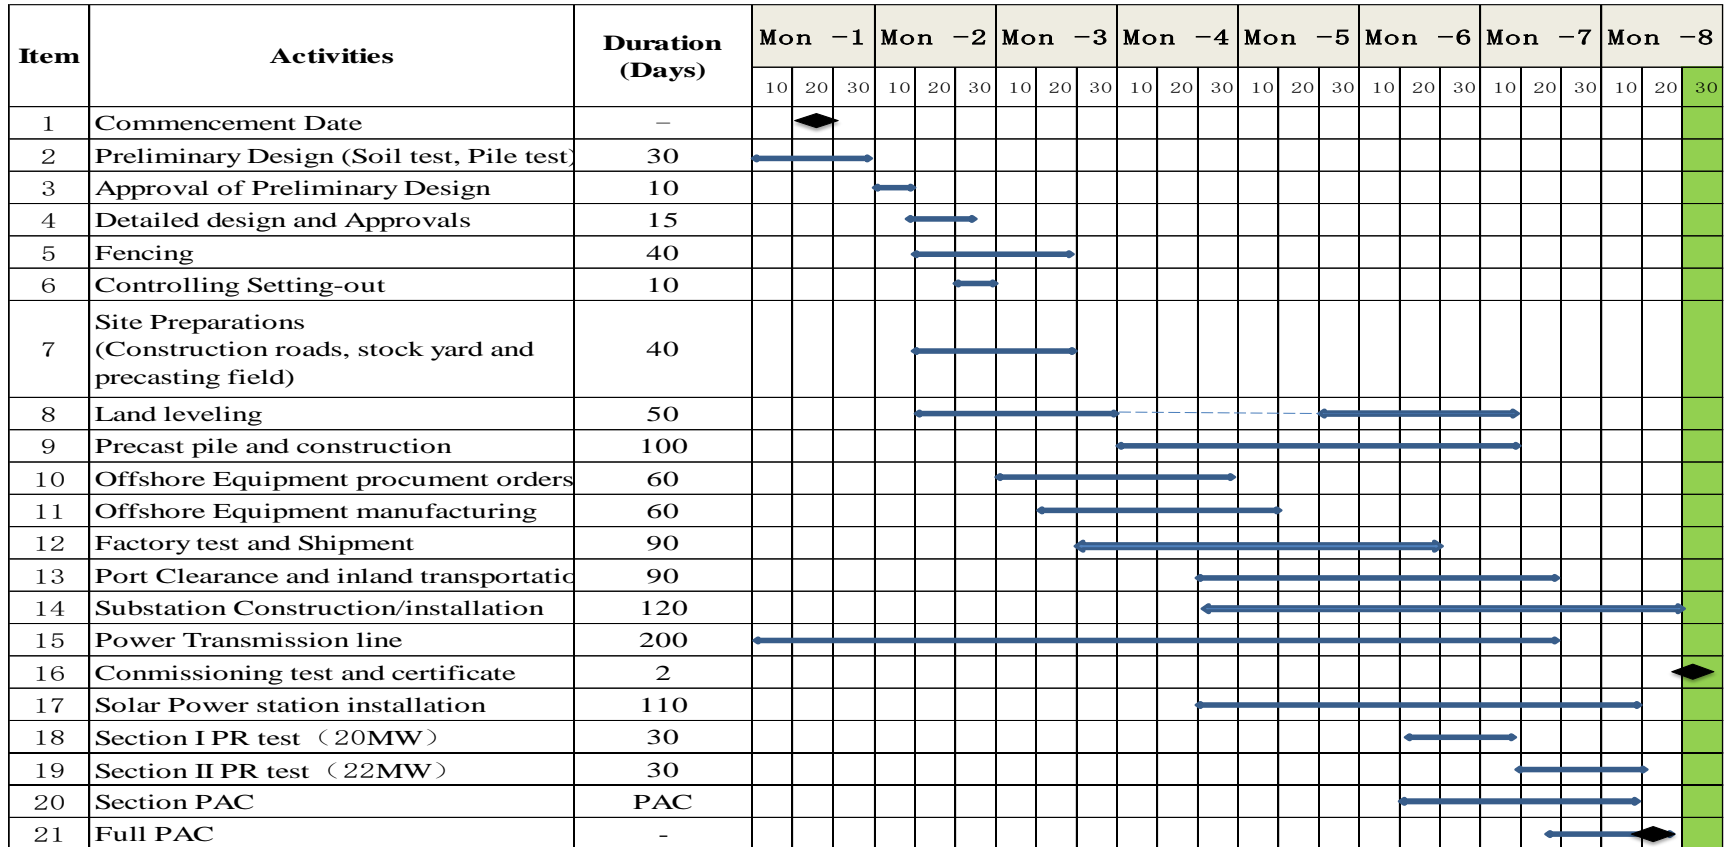 Item Activities Duration (Days) Mon -1 Mon -2 Mon -3 Mon -4 Mon -5 Mon -6 Mon -7 Mon -8
10 20 30 10 20 30 10 20 30 10 20 30 10 20 30 10 20 30 10 20 30 10 20 30
1 Commencement Date –
2 Preliminary Design (Soil test, Pile test) 30
3 Approval of Preliminary Design 10
4 Detailed design and Approvals 15
5 Fencing 40
6 Controlling Setting-out 10
7 Site Preparations
(Construction roads, stock yard and
precasting field) 40
8 Land leveling 50
9 Precast pile and construction 100
10 Offshore Equipment procument orders 60
11 Offshore Equipment manufacturing 60
12 Factory test and Shipment 90
13 Port Clearance and inland transportatio 90
14 Substation Construction/installation 120
15 Power Transmission line 200
16 Conmissioning test and certificate 2
17 Solar Power station installation 110
18 Section I PR test （20MW） 30
19 Section II PR test （22MW） 30
20 Section PAC PAC
21 Full PAC -